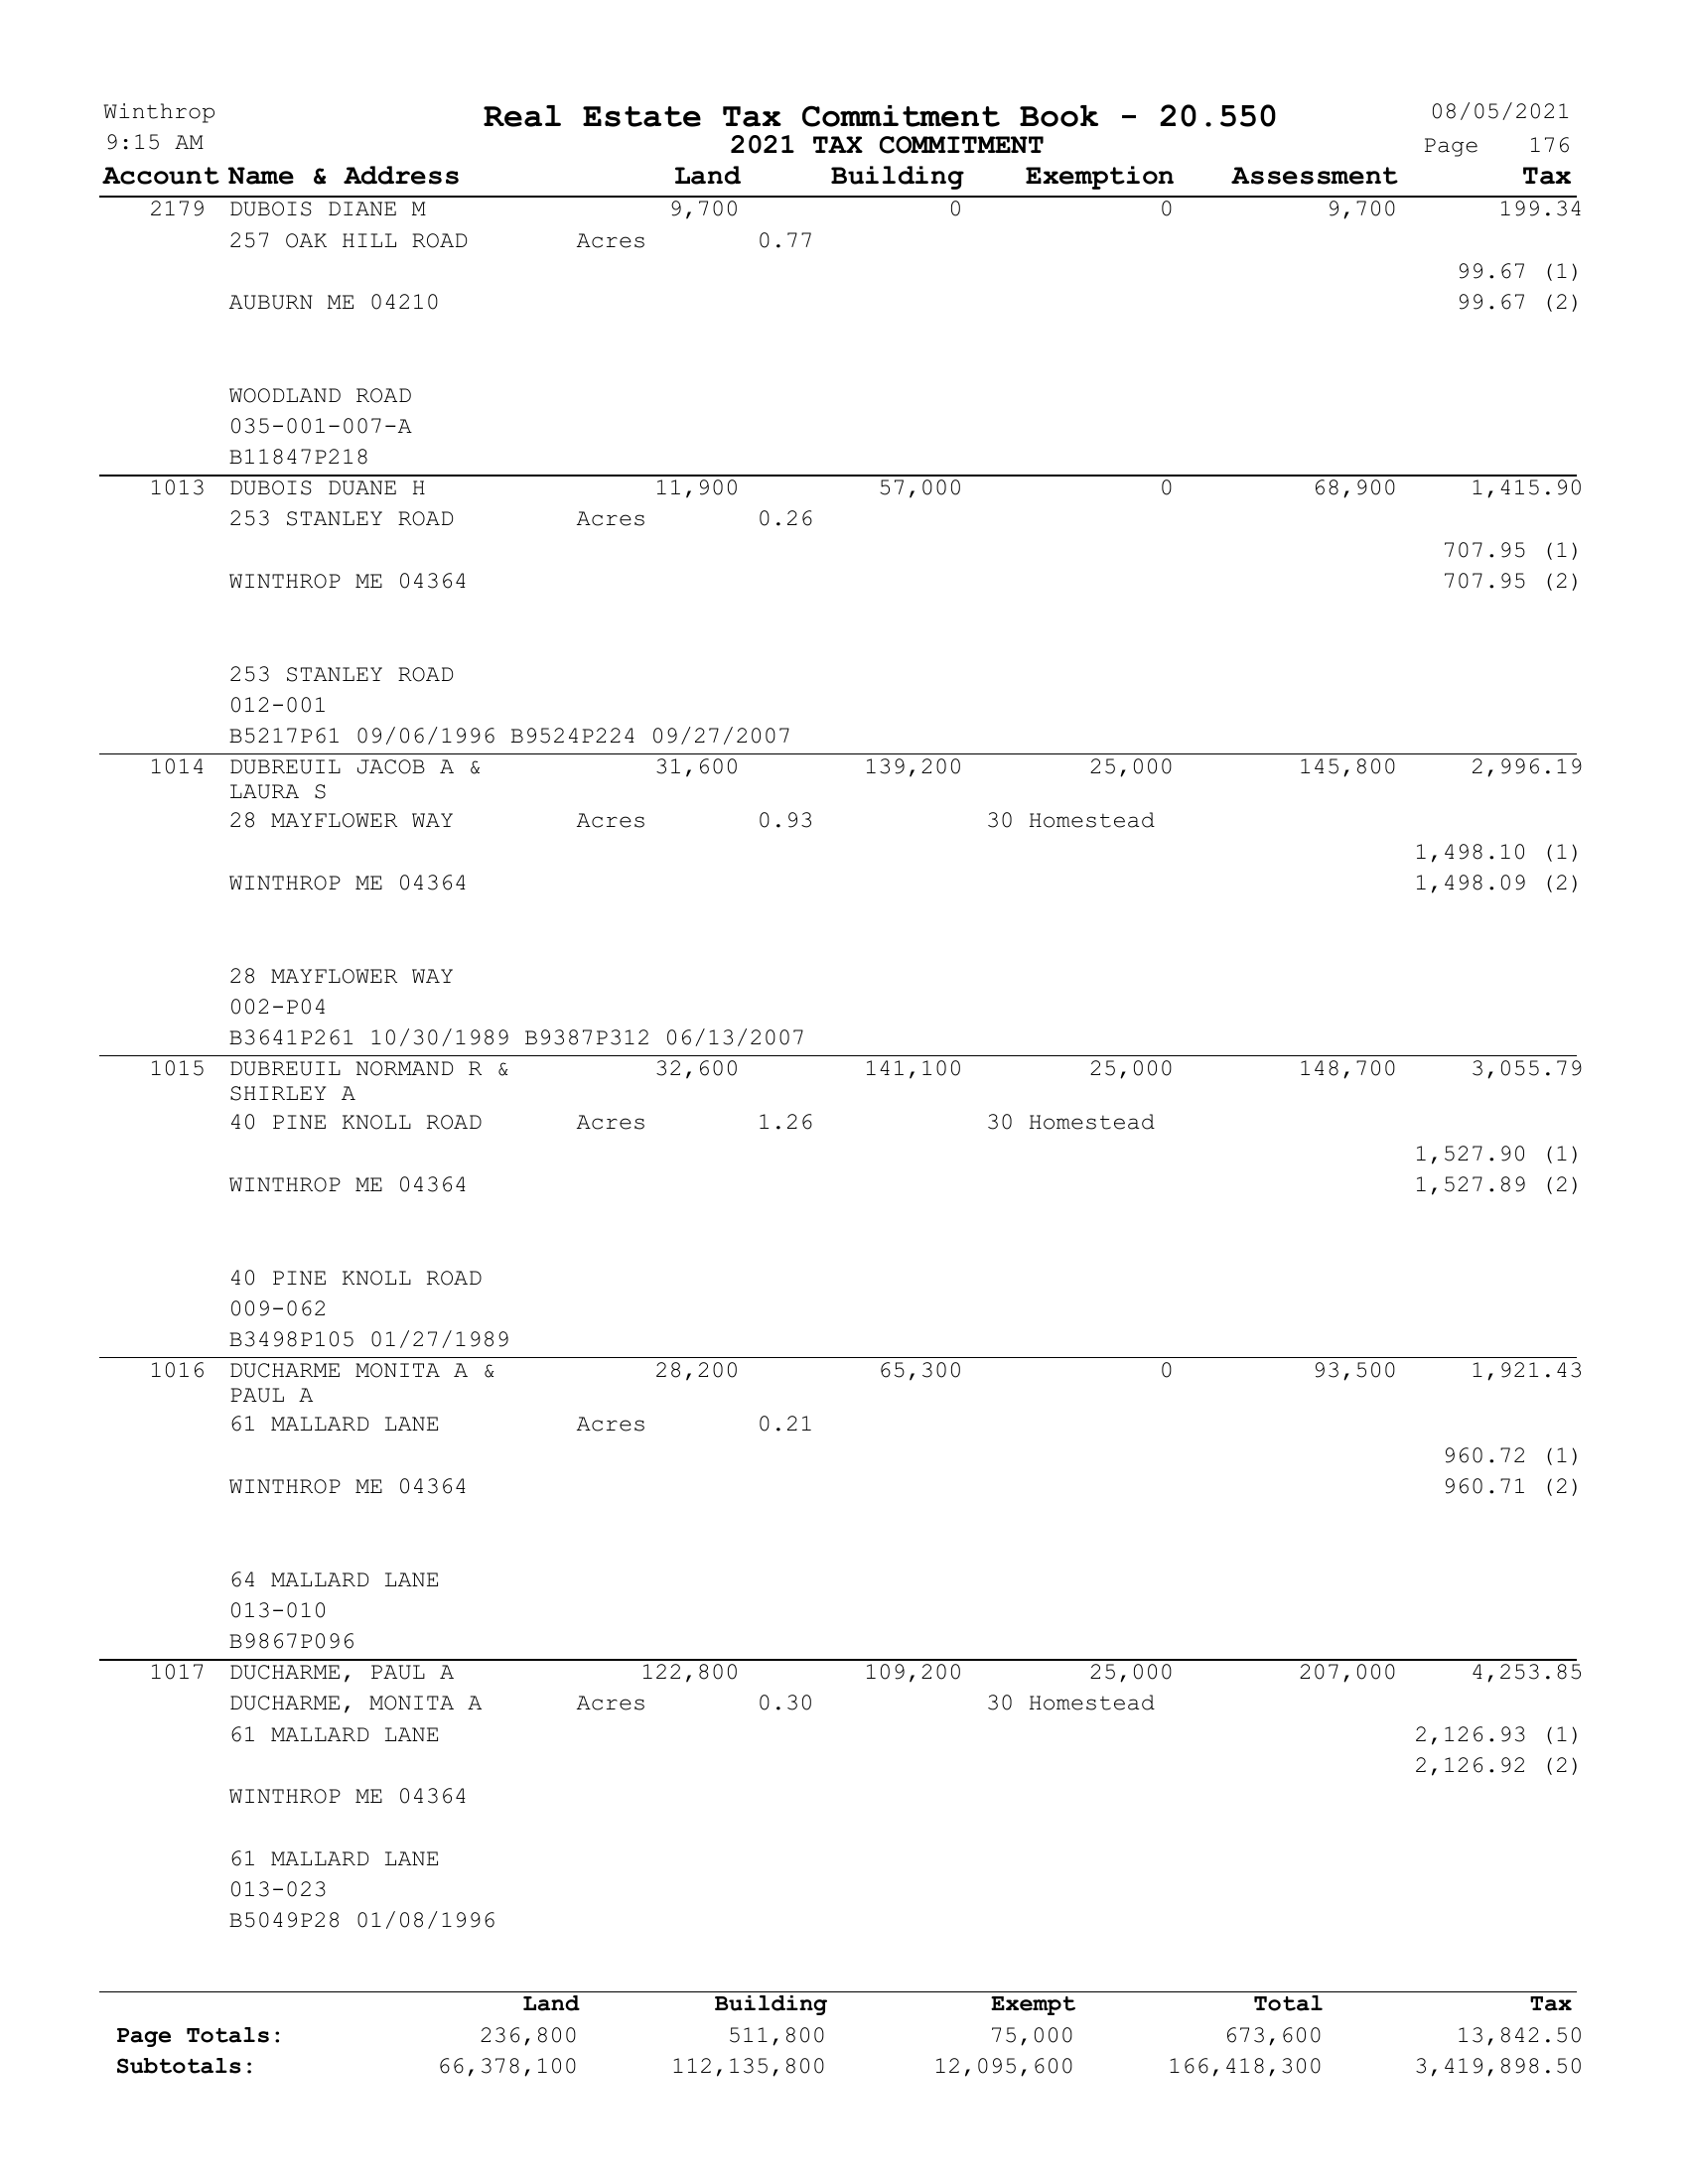 Winthrop Real Estate Tax Commitment Book - 20.550 08/05/2021
9:15 AM 2021 TAX COMMITMENT Page 176
Account Name & Address Land Building Exemption Assessment Tax
2179 DUBOIS DIANE M 9,700 0 0 9,700 199.34
257 OAK HILL ROAD Acres 0.77
99.67 (1)
AUBURN ME 04210 99.67 (2)
WOODLAND ROAD
035-001-007-A
B11847P218
1013 DUBOIS DUANE H 11,900 57,000 0 68,900 1,415.90
253 STANLEY ROAD Acres 0.26
707.95 (1)
WINTHROP ME 04364 707.95 (2)
253 STANLEY ROAD
012-001
B5217P61 09/06/1996 B9524P224 09/27/2007
1014 DUBREUIL JACOB A & 31,600 139,200 25,000 145,800 2,996.19
LAURA S
28 MAYFLOWER WAY Acres 0.93 30 Homestead
1,498.10 (1)
WINTHROP ME 04364 1,498.09 (2)
28 MAYFLOWER WAY
002-P04
B3641P261 10/30/1989 B9387P312 06/13/2007
1015 DUBREUIL NORMAND R & 32,600 141,100 25,000 148,700 3,055.79
SHIRLEY A
40 PINE KNOLL ROAD Acres 1.26 30 Homestead
1,527.90 (1)
WINTHROP ME 04364 1,527.89 (2)
40 PINE KNOLL ROAD
009-062
B3498P105 01/27/1989
1016 DUCHARME MONITA A & 28,200 65,300 0 93,500 1,921.43
PAUL A
61 MALLARD LANE Acres 0.21
960.72 (1)
WINTHROP ME 04364 960.71 (2)
64 MALLARD LANE
013-010
B9867P096
1017 DUCHARME, PAUL A 122,800 109,200 25,000 207,000 4,253.85
DUCHARME, MONITA A Acres 0.30 30 Homestead
61 MALLARD LANE 2,126.93 (1)
2,126.92 (2)
WINTHROP ME 04364
61 MALLARD LANE
013-023
B5049P28 01/08/1996
Land Building Exempt Total Tax
Page Totals: 236,800 511,800 75,000 673,600 13,842.50
Subtotals: 66,378,100 112,135,800 12,095,600 166,418,300 3,419,898.50